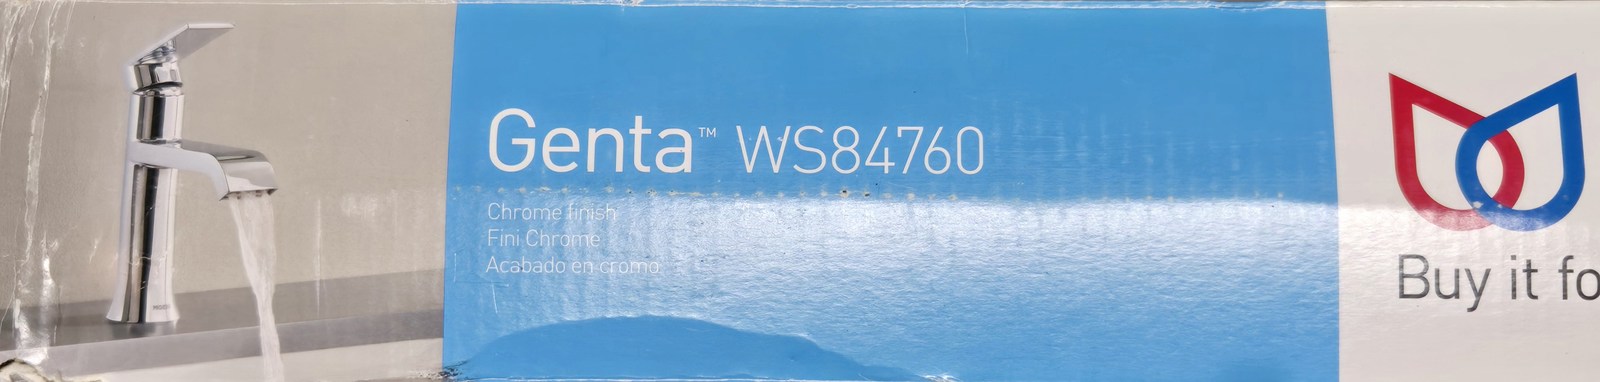 Genta™ WS84760
Chrome finish
Fini Chrome
Acabado en cromo
Buy it fo